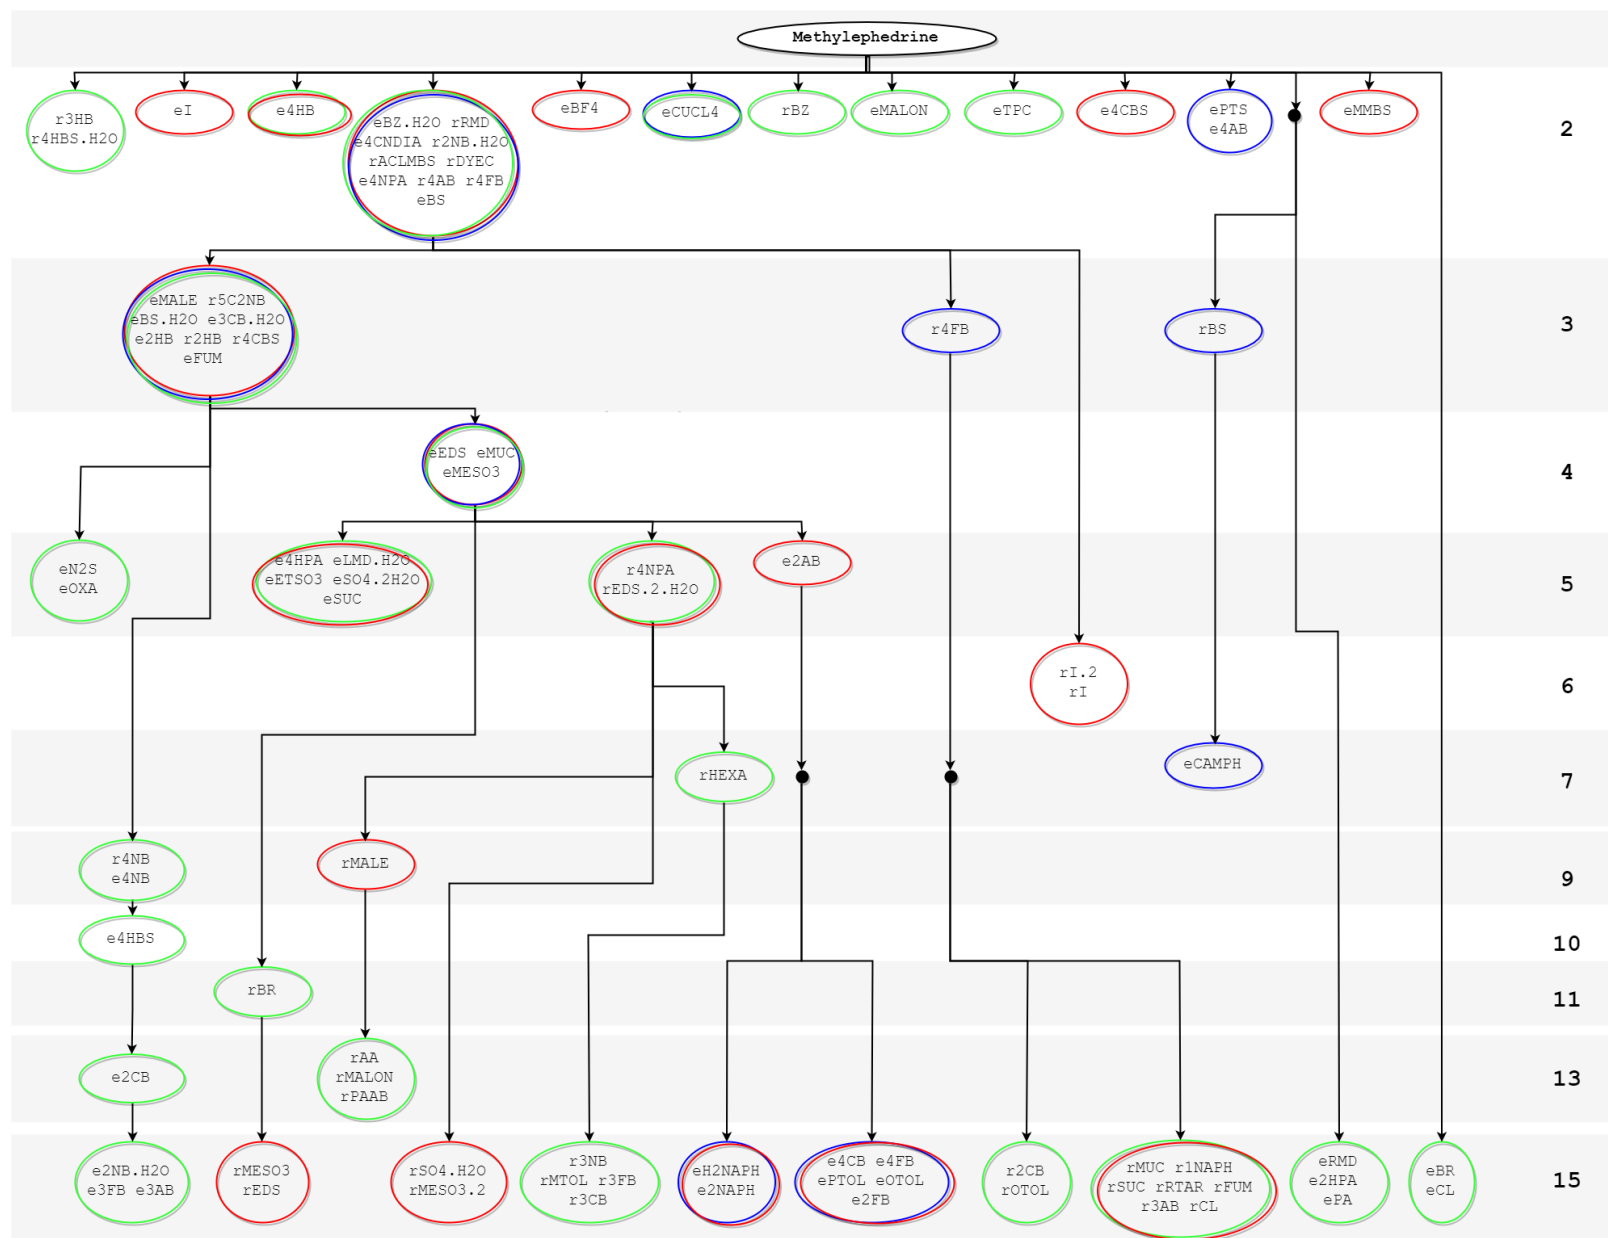 Methylephedrine
r3HB
r4HBS.H2O
eI
e4HB
eBZ.H2O rRMD
e4CNDIA r2NB.H2O
rACLMBS rDYEC
e4NPA r4AB r4FB
eBS
eBF4
eCUCL4
rBZ
eMALON
eTPC
e4CBS
ePTS
e4AB
eMMBS
2
eMALE r5C2NB
eBS.H2O e3CB.H2O
e2HB r2HB r4CBS
eFUM
r4FB
rBS
3
eEDS eMUC
eMESO3
4
eN2S
eOXA
e4HPA eLMD.H2O
eETSO3 eSO4.2H2O
eSUC
r4NPA
rEDS.2.H2O
e2AB
5
rI.2
rI
6
rHEXA
eCAMPH
7
r4NB
e4NB
rMALE
9
e4HBS
10
rBR
11
e2CB
rAA
rMALON
rPAAB
13
e2NB.H2O
e3FB e3AB
rMESO3
rEDS
rSO4.H2O
rMESO3.2
r3NB
rMTOL r3FB
r3CB
eH2NAPH
e2NAPH
e4CB e4FB
ePTOL eOTOL
e2FB
r2CB
rOTOL
rMUC r1NAPH
rSUC rRTAR rFUM
r3AB rCL
eRMD
e2HPA
ePA
eBR
eCL
15